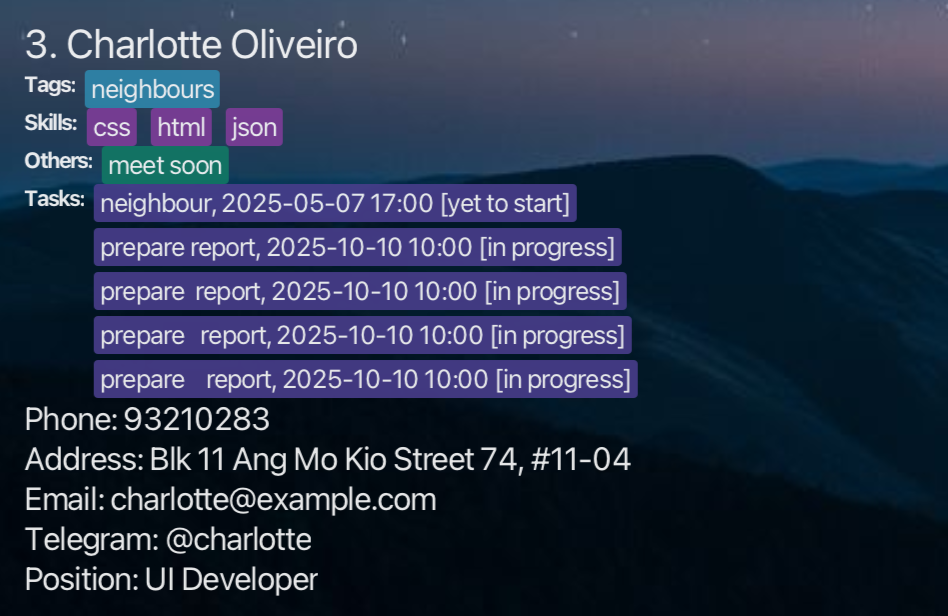 3. Charlotte Oliveiro
Tags: neighbours
Skills: css html json
Others: meet soon
Tasks: neighbour, 2025-05-07 17:00 [yet to start]
prepare report, 2025-10-10 10:00 [in progress]
prepare  report, 2025-10-10 10:00 [in progress]
prepare   report, 2025-10-10 10:00 [in progress]
prepare    report, 2025-10-10 10:00 [in progress]
Phone: 93210283
Address: Blk 11 Ang Mo Kio Street 74, #11-04
Email: charlotte@example.com
Telegram: @charlotte
Position: UI Developer